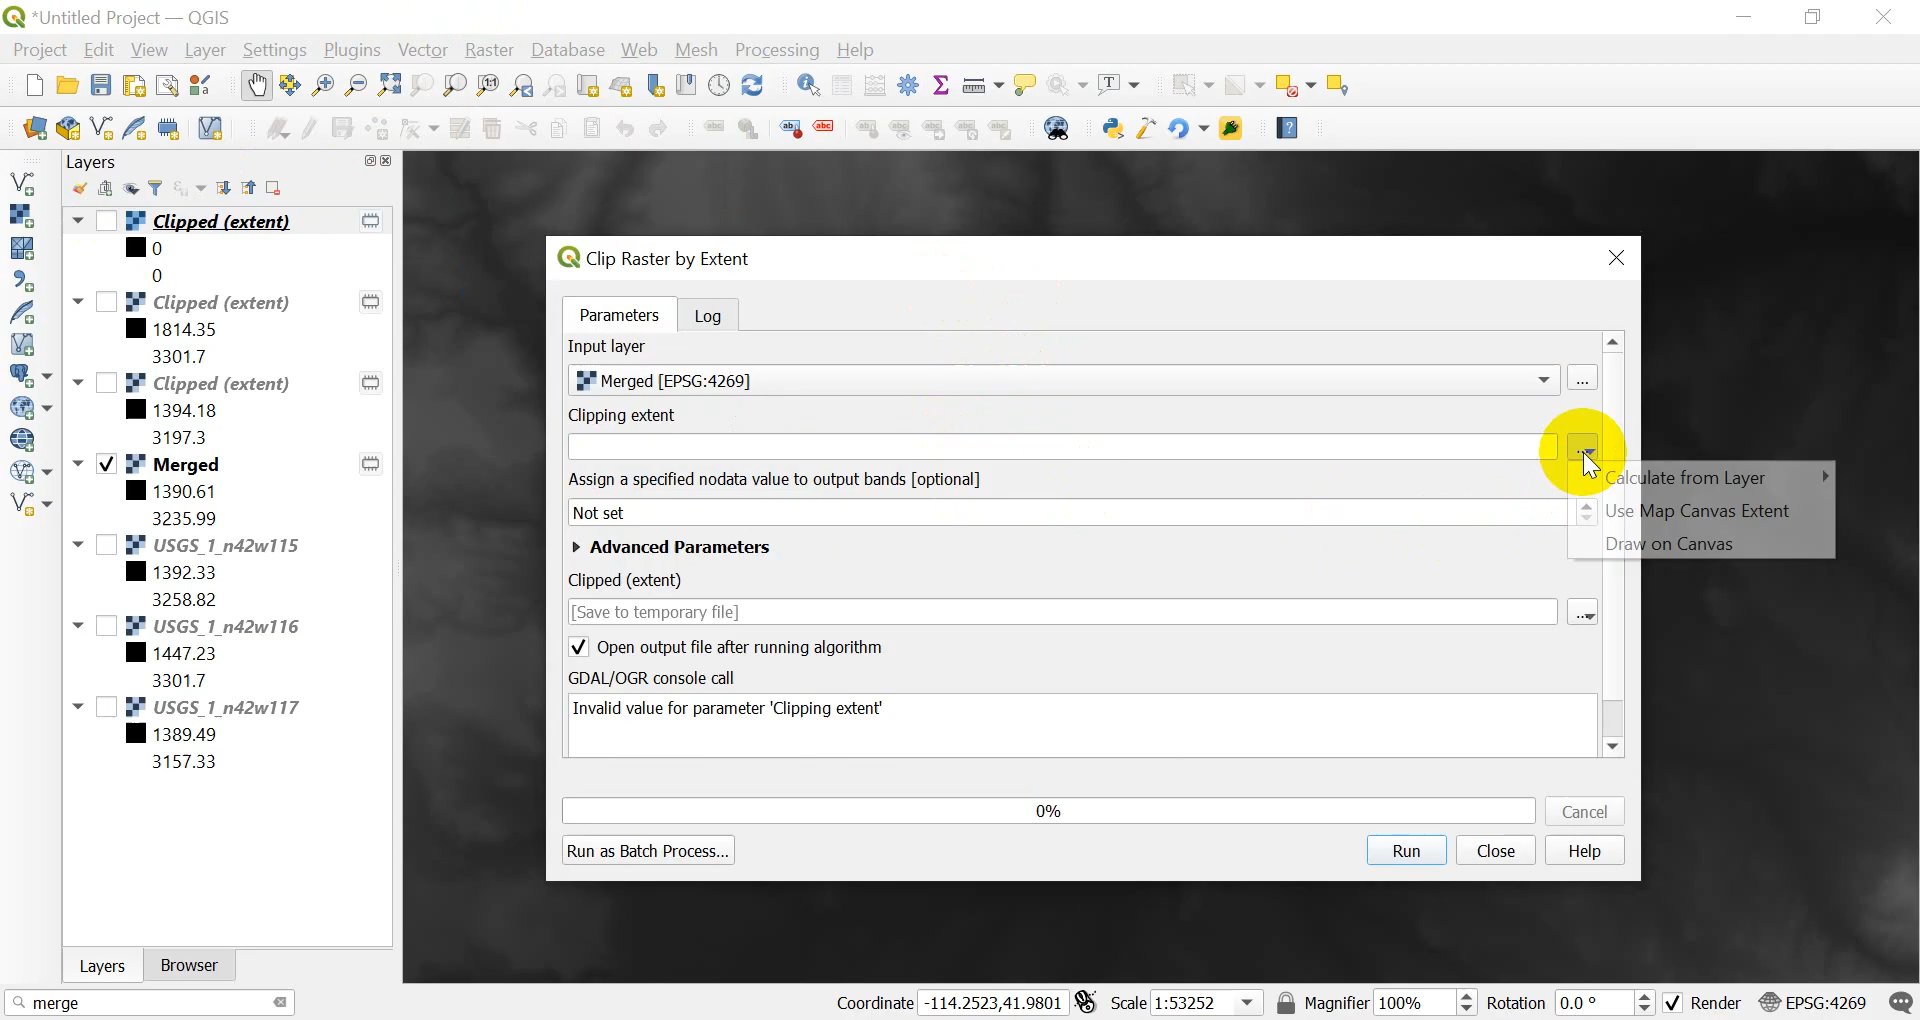 *Untitled Project — QGIS
Project Edit View Layer Settings Plugins Vector Raster Database Web Mesh Processing Help
Layers
Clipped (extent)
0
0
Clipped (extent)
1814.35
3301.7
Clipped (extent)
1394.18
3197.3
Merged
1390.61
3235.99
USGS_1_n42w115
1392.33
3258.82
USGS_1_n42w116
1447.23
3301.7
USGS_1_n42w117
1389.49
3157.33
Layers Browser
Clip Raster by Extent
Parameters Log
Input layer
Merged [EPSG:4269]
...
Clipping extent
...
Calculate from Layer
Use Map Canvas Extent
Draw on Canvas
Assign a specified nodata value to output bands [optional]
Not set
Advanced Parameters
Clipped (extent)
[Save to temporary file]
...
Open output file after running algorithm
GDAL/OGR console call
Invalid value for parameter 'Clipping extent'
0%
Cancel
Run as Batch Process...
Run Close Help
merge
Coordinate -114.2523,41.9801 Scale 1:53252 Magnifier 100% Rotation 0.0 ° Render EPSG:4269